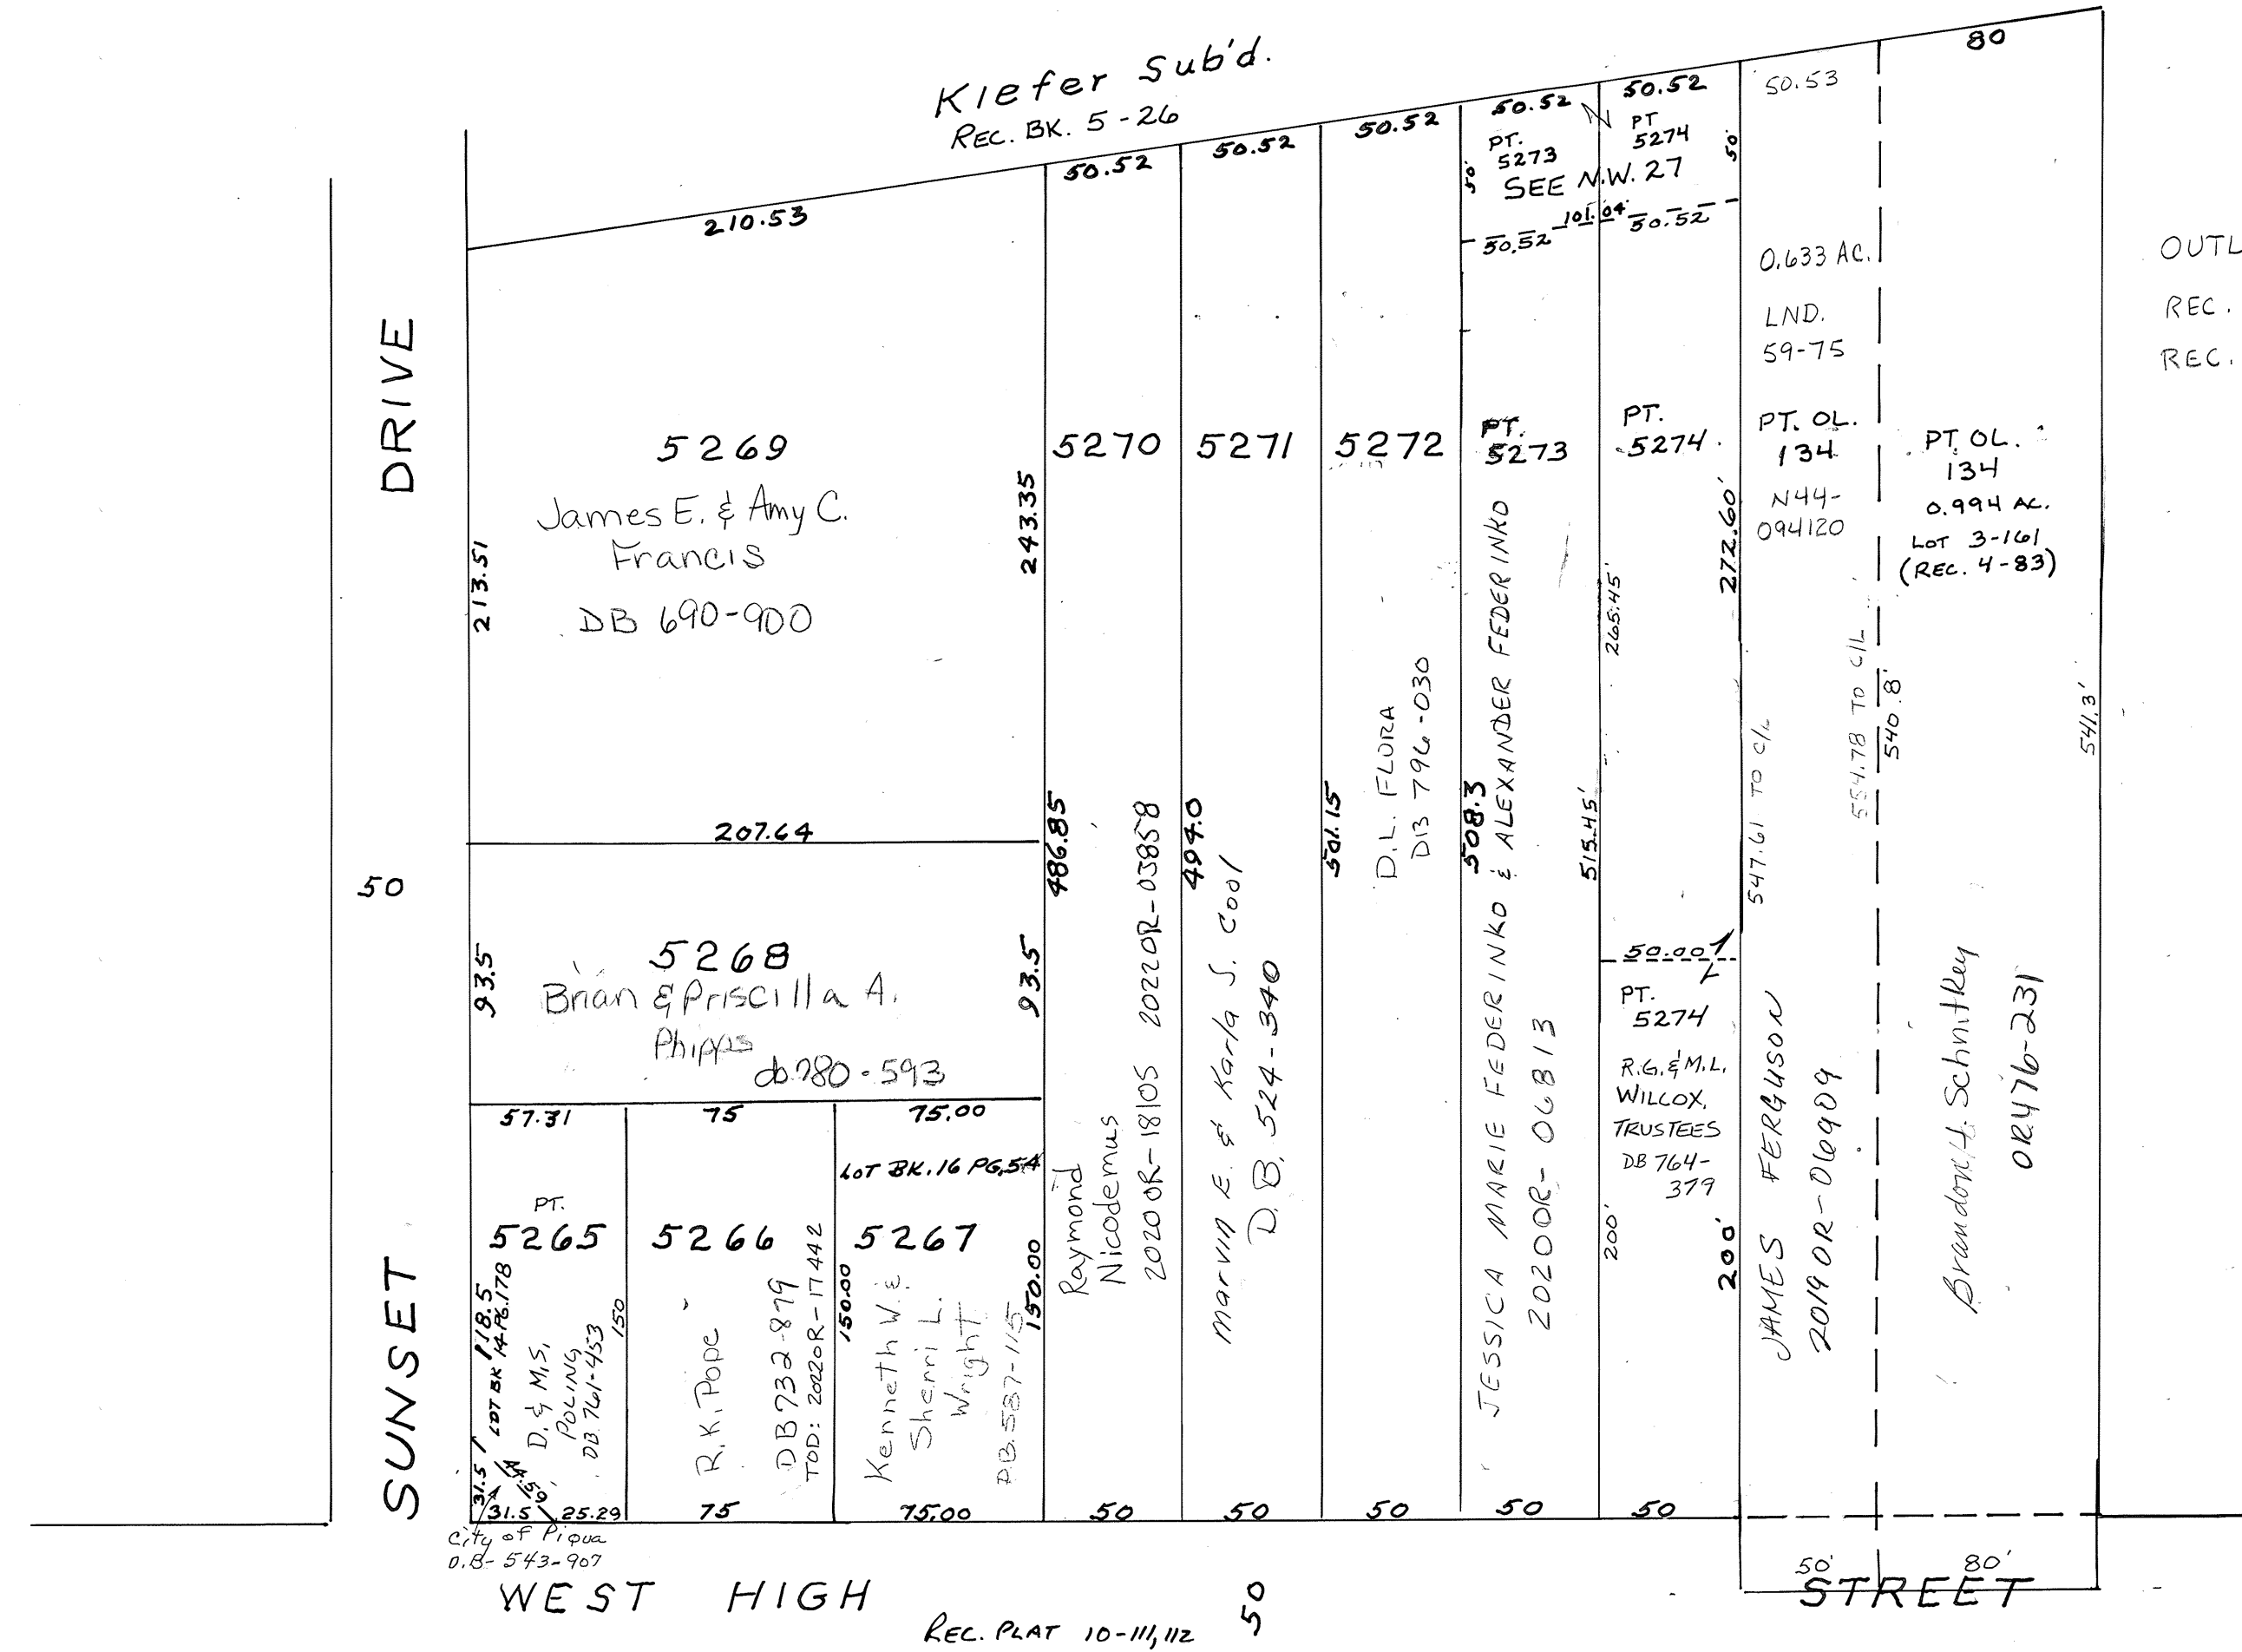 Kiefer Sub'd.
REC. BK. 5-26
210.53
50.52
50.52
50.52
50.52
50.52
50.53
80
PT.
5273
PT
5274
SEE N.W. 27
50'
50'
101.04
50.52
50.52
0.633 AC.
LND.
59-75
OUTL
REC.
REC.
SUNSET DRIVE
50
5269
James E. & Amy C.
Francis
DB 690-900
213.51
243.35
207.64
5268
Brian & Priscilla A.
Phipps
db 780-593
93.5
93.5
57.31
75
75.00
LOT BK. 16 PG. 54
PT.
5265
118.5
LOT BK 14 PG. 178
D. & M.S.
POLING
DB. 761-453
150
31.5
31.5
25.29
City of Piqua
D.B- 543-907
5266
R.K. Pope
DB 732-879
TOD: 2022OR-17442
75
5267
150.00
Kenneth W. &
Sherri L.
Wright
D.B. 587-115
150.00
75.00
5270
486.85
Raymond
Nicodemus
2020OR-18105 2022OR-03858
50
5271
494.0
Marvin E. & Karla S. Cool
D.B. 524-340
50
5272
501.15
D.L. FLORA
DB 796-030
50
PT.
5273
508.3
JESSICA MARIE FEDERINKO & ALEXANDER FEDERINKO
2020OR-06813
515.45'
50
PT.
5274
265.45'
272.60'
50.00
PT.
5274
R.G. & M.L.
WILCOX,
TRUSTEES
DB 764-
379
200'
200'
50
PT. OL.
134
N44-
094120
547.61 TO C/L
554.78 TO C/L
JAMES FERGUSON
2019OR-06909
50'
PT. OL.
134
0.994 AC.
LOT 3-161
(REC. 4-83)
540.8'
541.3'
Brandon H. Schnitkey
OR476-231
80'
WEST HIGH STREET
50
REC. PLAT 10-111,112